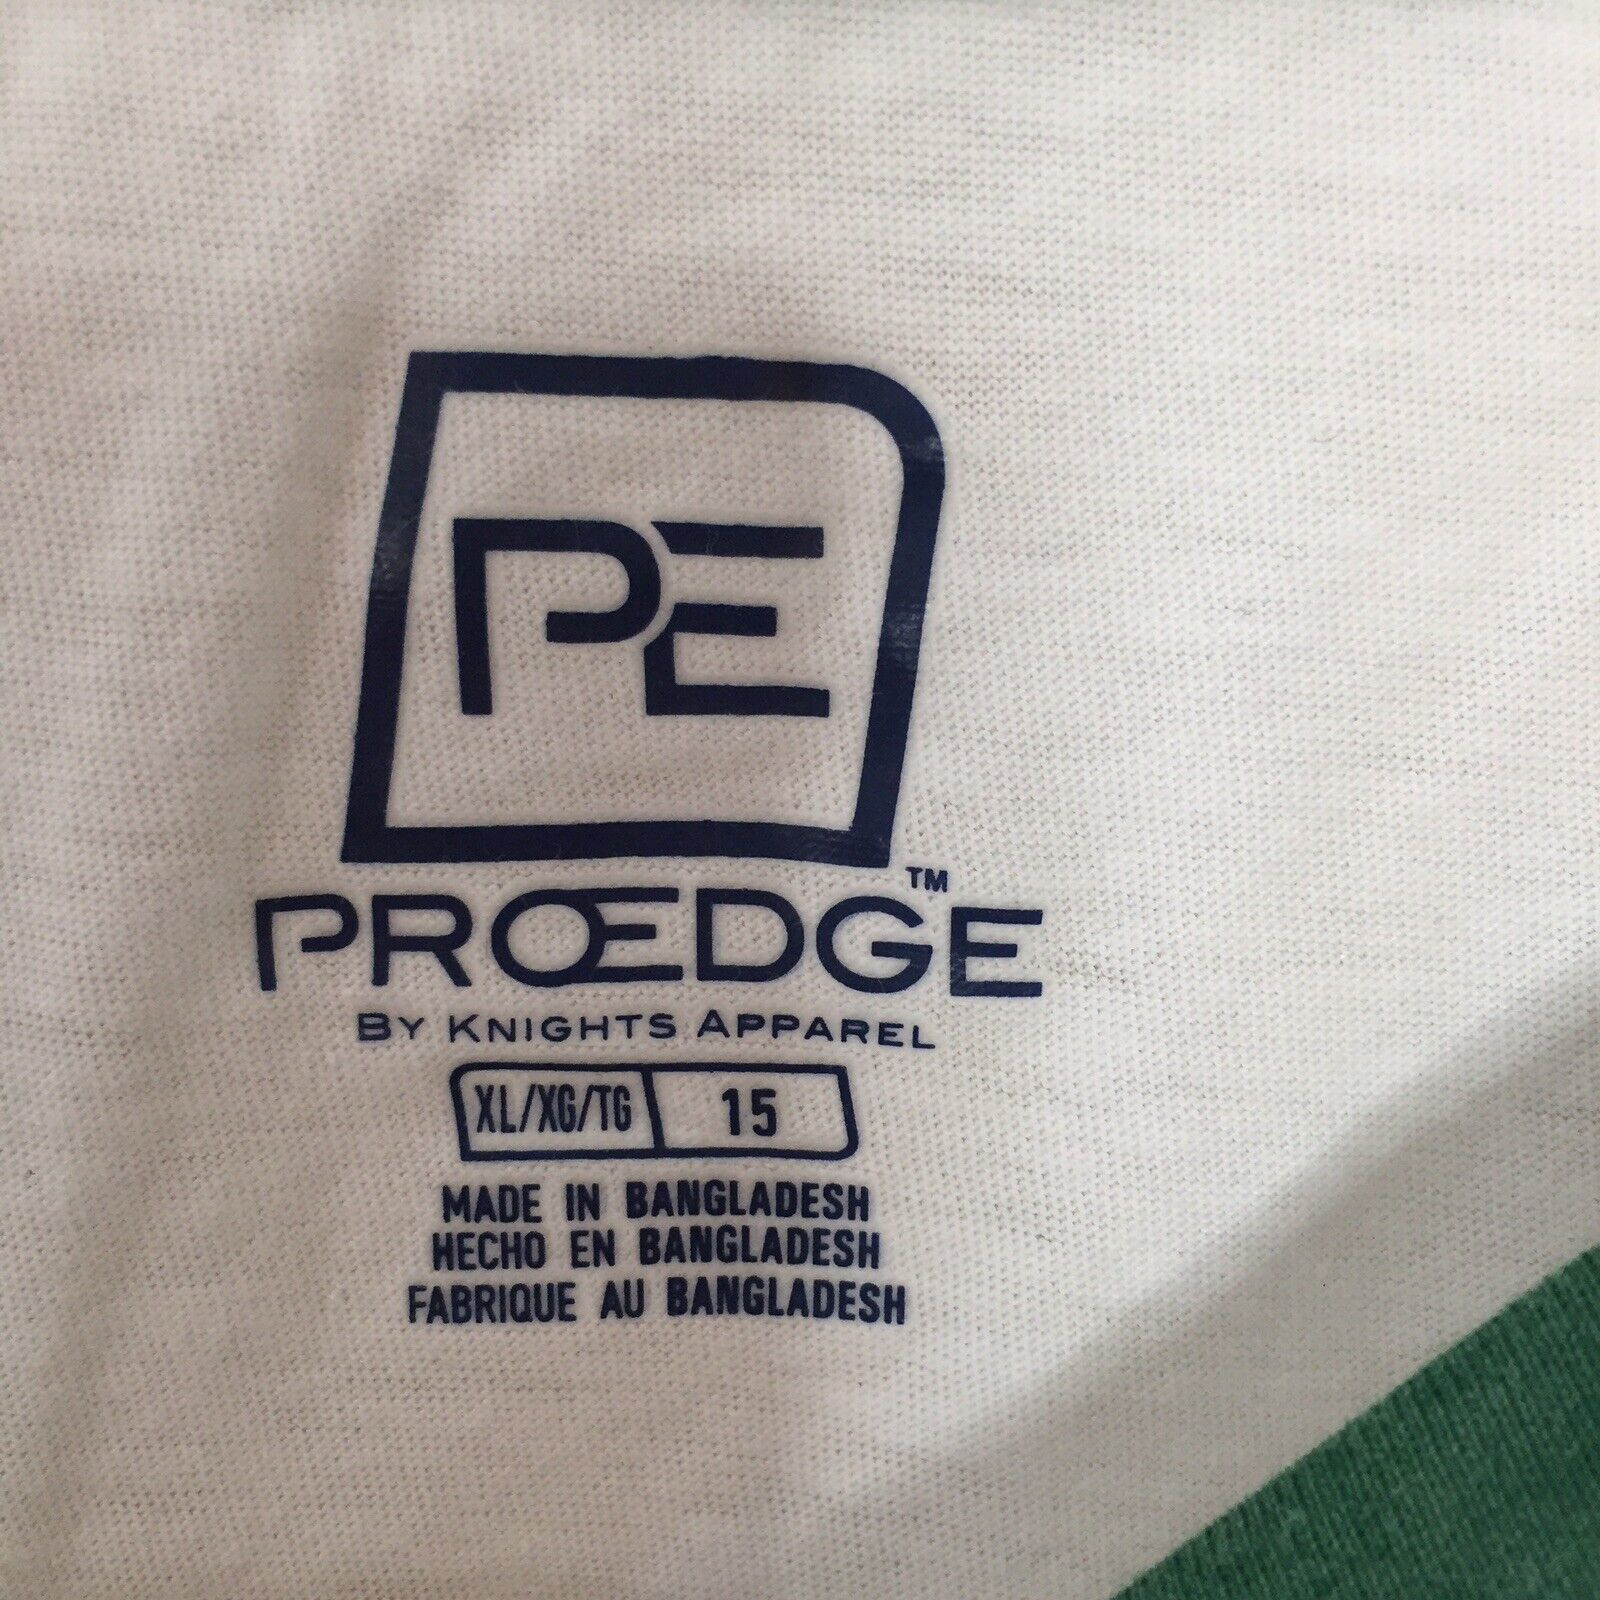 PE
PROEDGE™
BY KNIGHTS APPAREL
XL/XG/TG 15
MADE IN BANGLADESH
HECHO EN BANGLADESH
FABRIQUE AU BANGLADESH